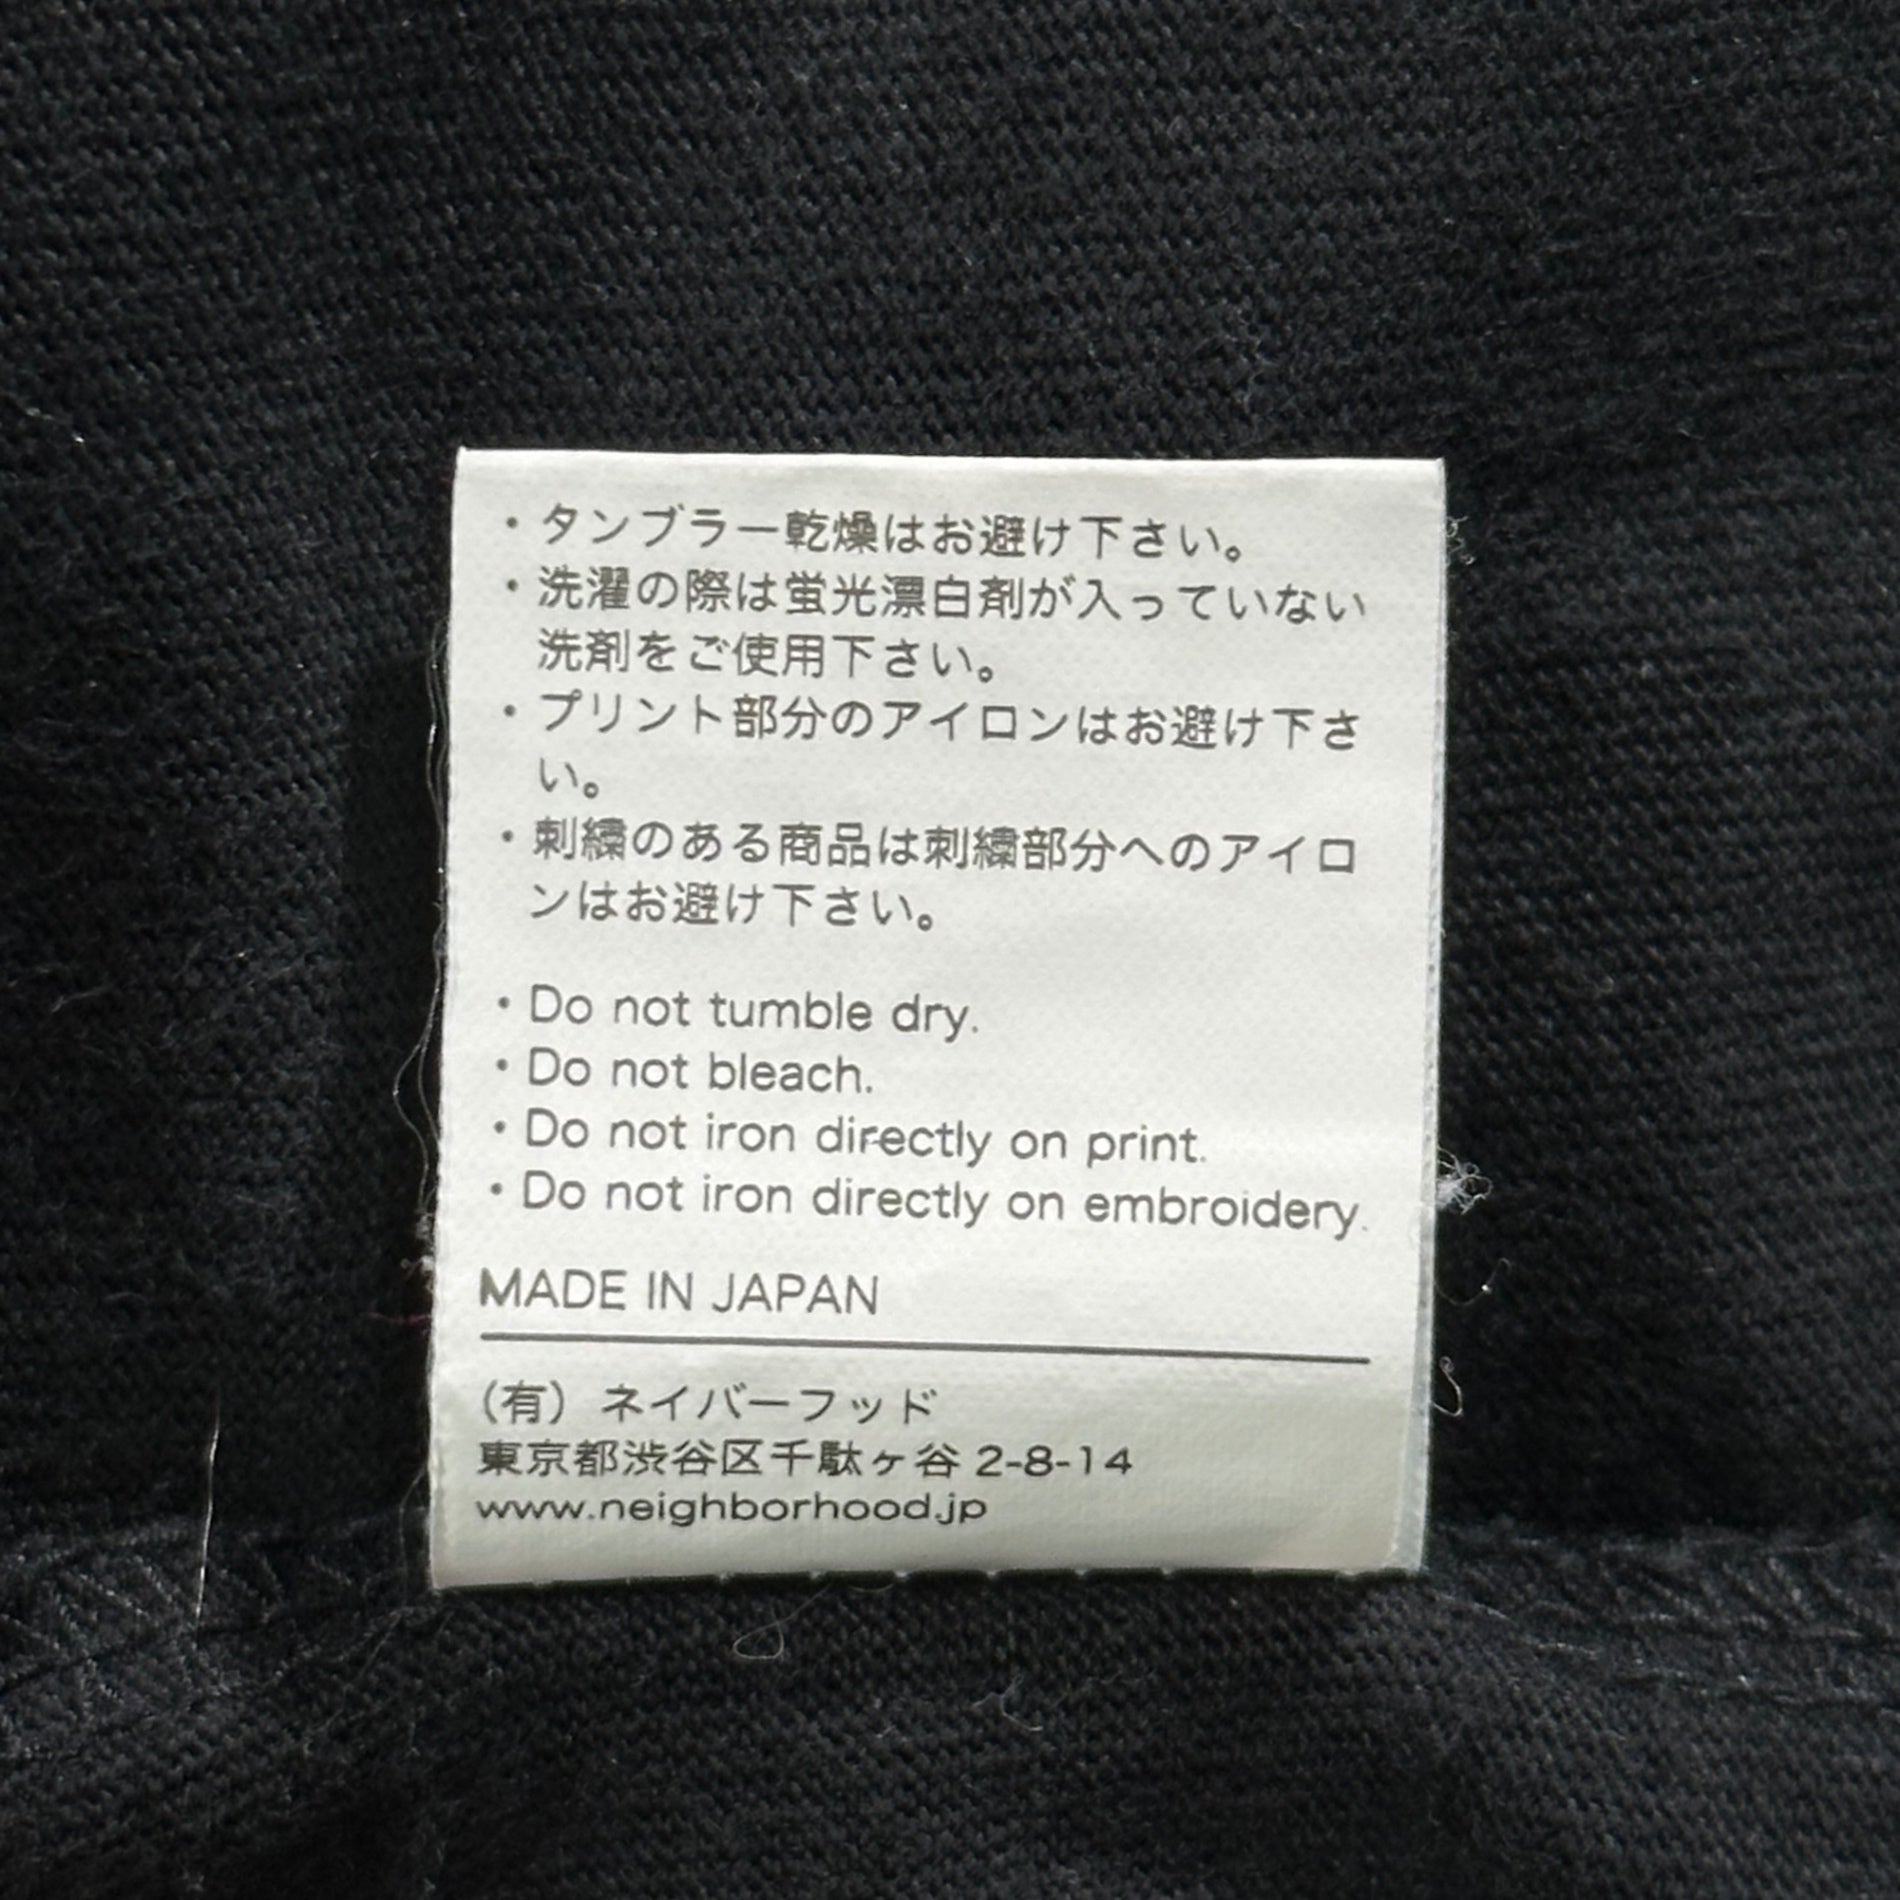 ・タンブラー乾燥はお避け下さい。
・洗濯の際は蛍光漂白剤が入っていない
洗剤をご使用下さい。
・プリント部分のアイロンはお避け下さ
い。
・刺繍のある商品は刺繍部分へのアイロ
ンはお避け下さい。
・Do not tumble dry.
・Do not bleach.
・Do not iron directly on print.
・Do not iron directly on embroidery.
MADE IN JAPAN
（有）ネイバーフッド
東京都渋谷区千駄ヶ谷 2-8-14
www.neighborhood.jp